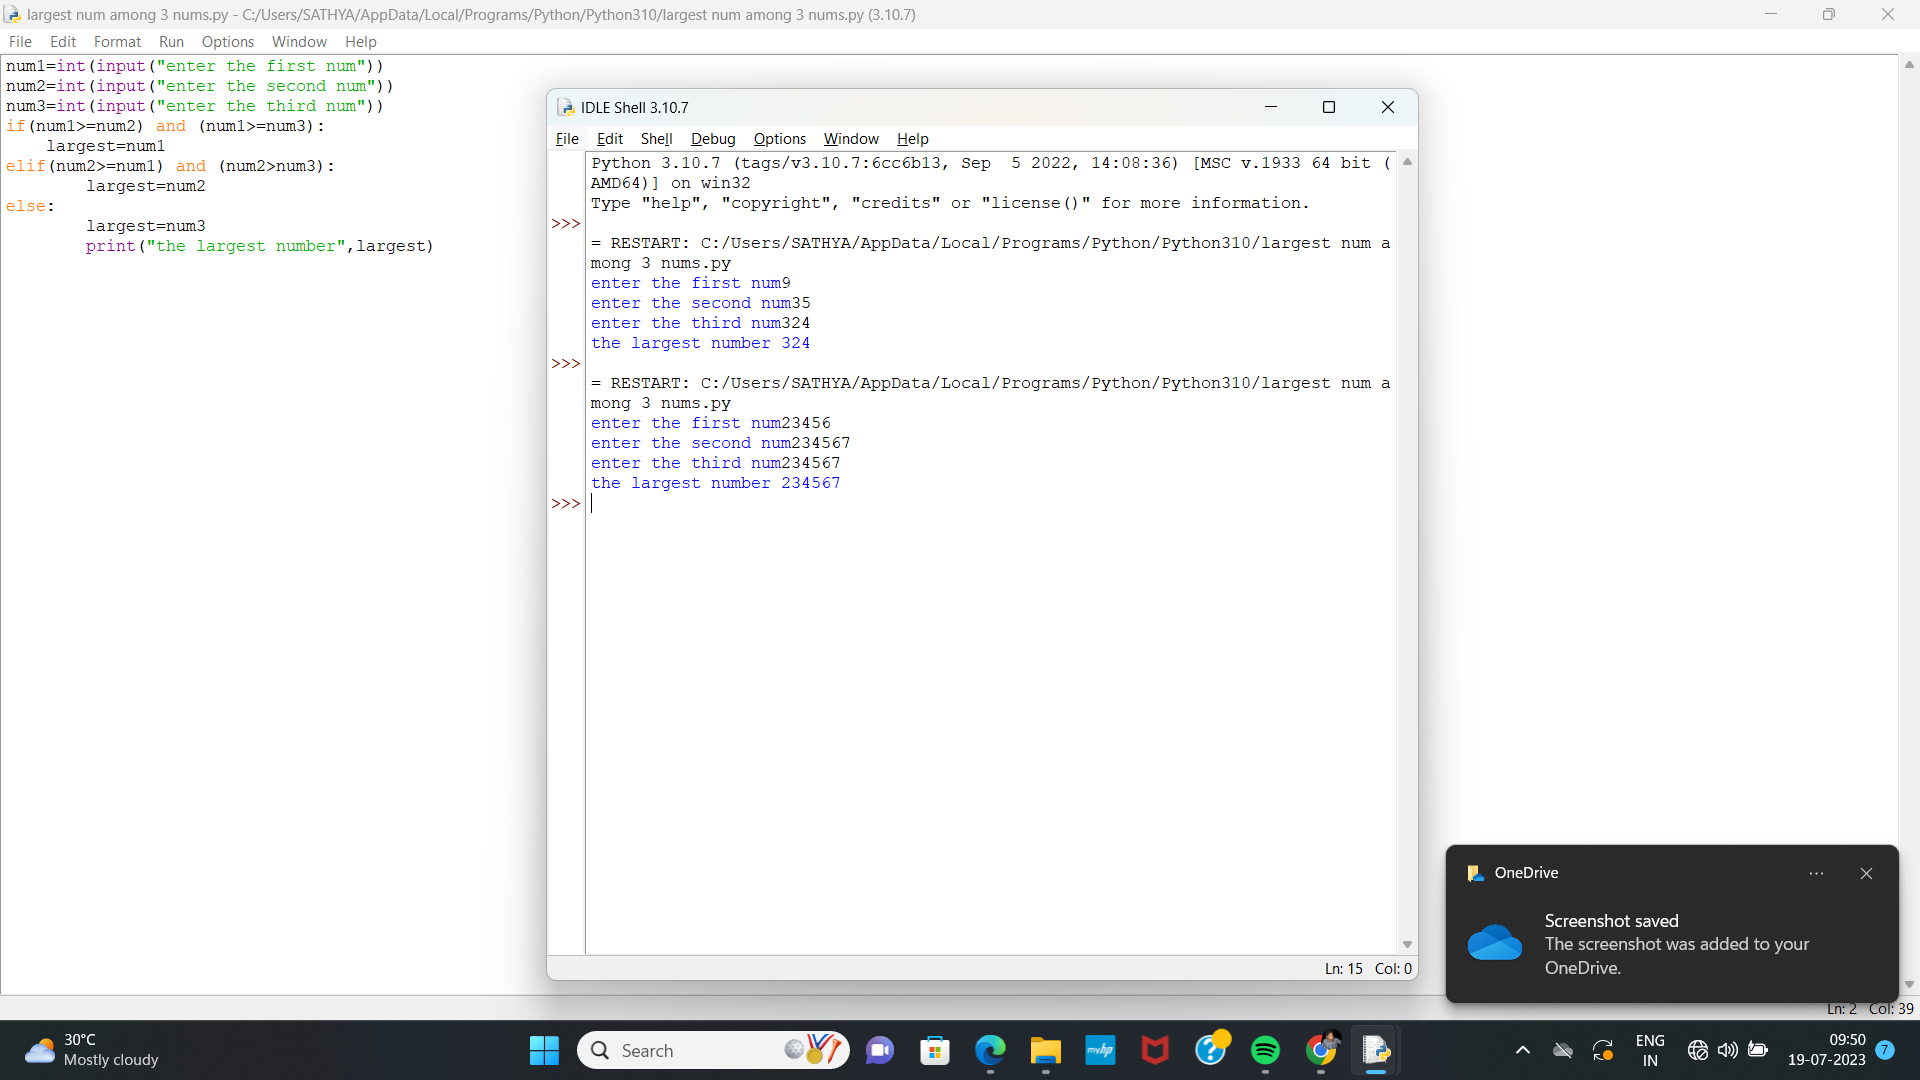 largest num among 3 nums.py - C:/Users/SATHYA/AppData/Local/Programs/Python/Python310/largest num among 3 nums.py (3.10.7)
File Edit Format Run Options Window Help
num1=int(input("enter the first num"))
num2=int(input("enter the second num"))
num3=int(input("enter the third num"))
if(num1>=num2) and (num1>=num3):
    largest=num1
elif(num2>=num1) and (num2>num3):
        largest=num2
else:
        largest=num3
        print("the largest number",largest)
IDLE Shell 3.10.7
File Edit Shell Debug Options Window Help
Python 3.10.7 (tags/v3.10.7:6cc6b13, Sep  5 2022, 14:08:36) [MSC v.1933 64 bit (
AMD64)] on win32
Type "help", "copyright", "credits" or "license()" for more information.
>>>
= RESTART: C:/Users/SATHYA/AppData/Local/Programs/Python/Python310/largest num a
mong 3 nums.py
enter the first num9
enter the second num35
enter the third num324
the largest number 324
>>>
= RESTART: C:/Users/SATHYA/AppData/Local/Programs/Python/Python310/largest num a
mong 3 nums.py
enter the first num23456
enter the second num234567
enter the third num234567
the largest number 234567
>>>
Ln: 15 Col: 0
OneDrive
Screenshot saved
The screenshot was added to your
OneDrive.
Ln: 2 Col: 39
30°C
Mostly cloudy
Search
myhp
ENG
IN
09:50
19-07-2023
7